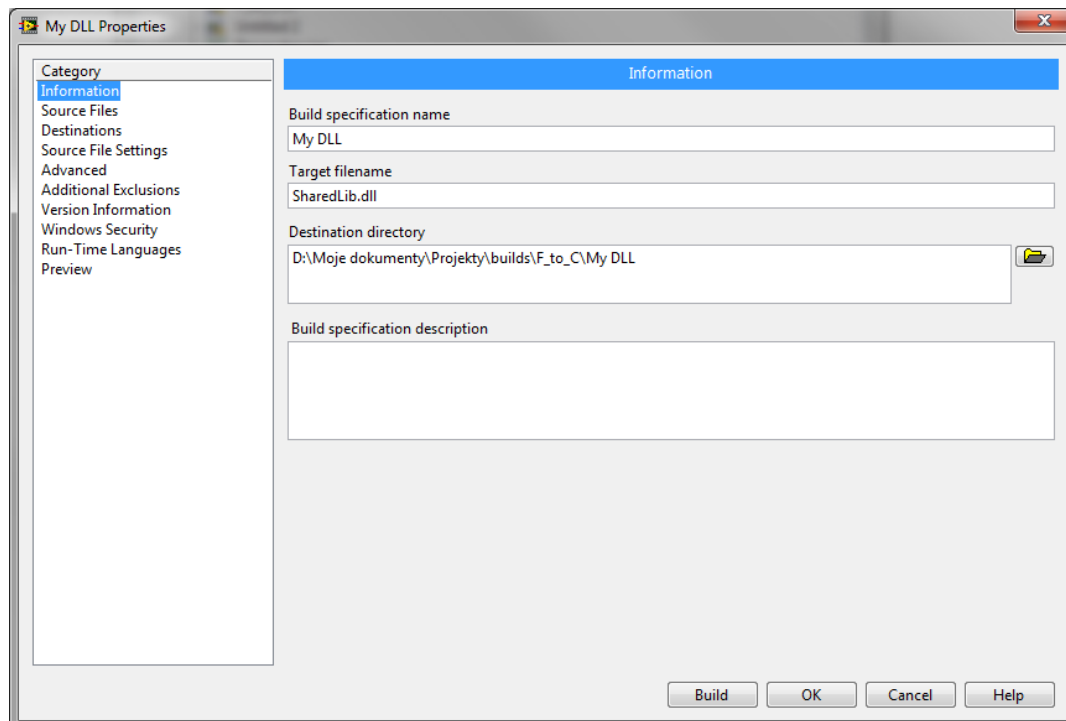 My DLL Properties
Category
Information
Source Files
Destinations
Source File Settings
Advanced
Additional Exclusions
Version Information
Windows Security
Run-Time Languages
Preview
Information
Build specification name
My DLL
Target filename
SharedLib.dll
Destination directory
D:\Moje dokumenty\Projekty\builds\F_to_C\My DLL
Build specification description
Build
OK
Cancel
Help